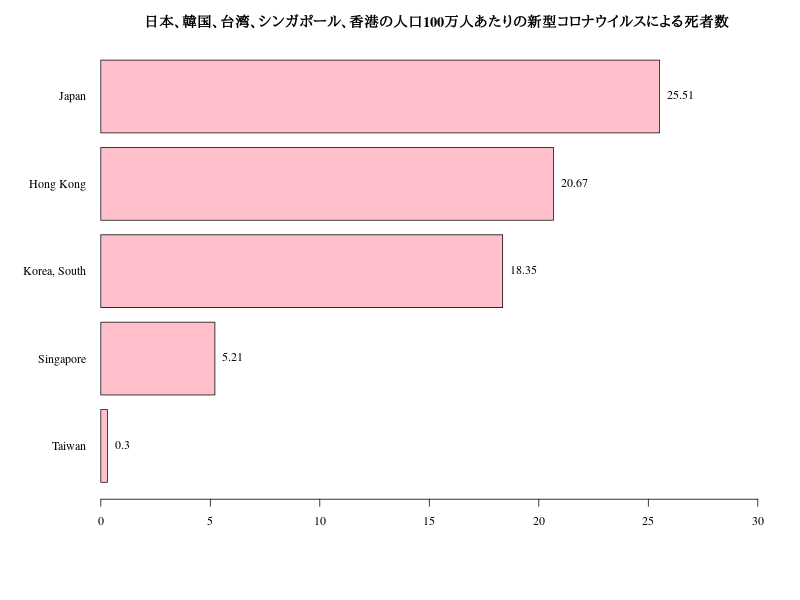 日本、韓国、台湾、シンガポール、香港の人口100万人あたりの新型コロナウイルスによる死者数
Japan 25.51
Hong Kong 20.67
Korea, South 18.35
Singapore 5.21
Taiwan 0.3
0 5 10 15 20 25 30